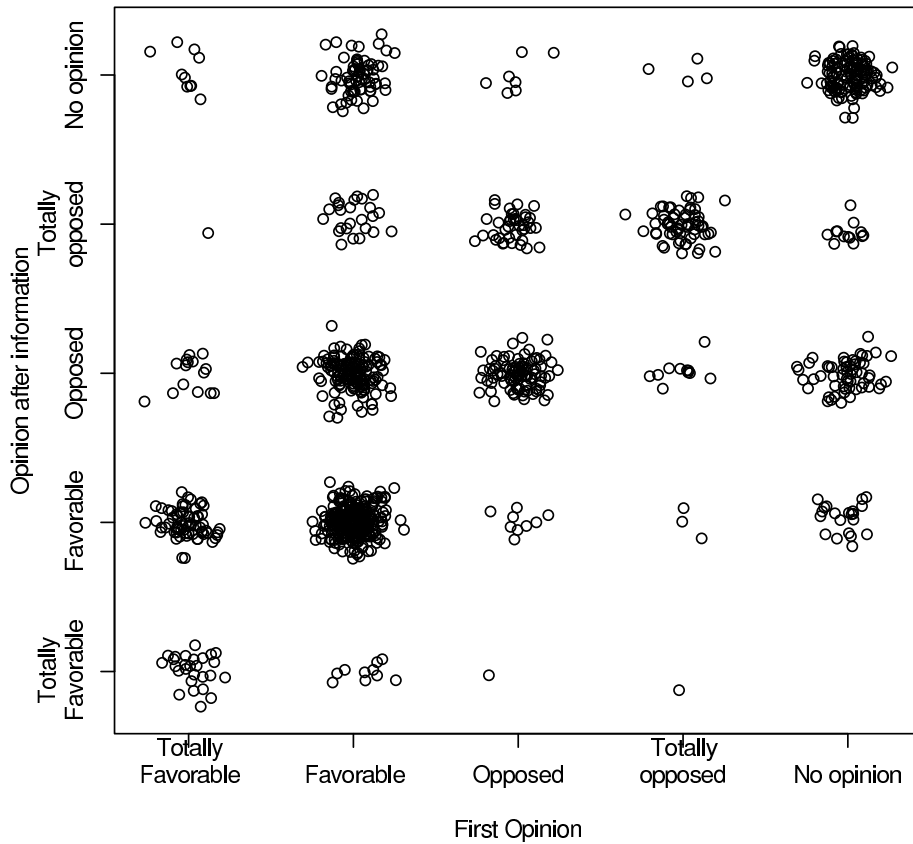 Opinion after information
No opinion
Totally
opposed
Opposed
Favorable
Totally
Favorable
Totally
Favorable
Favorable
Opposed
Totally
opposed
No opinion
First Opinion